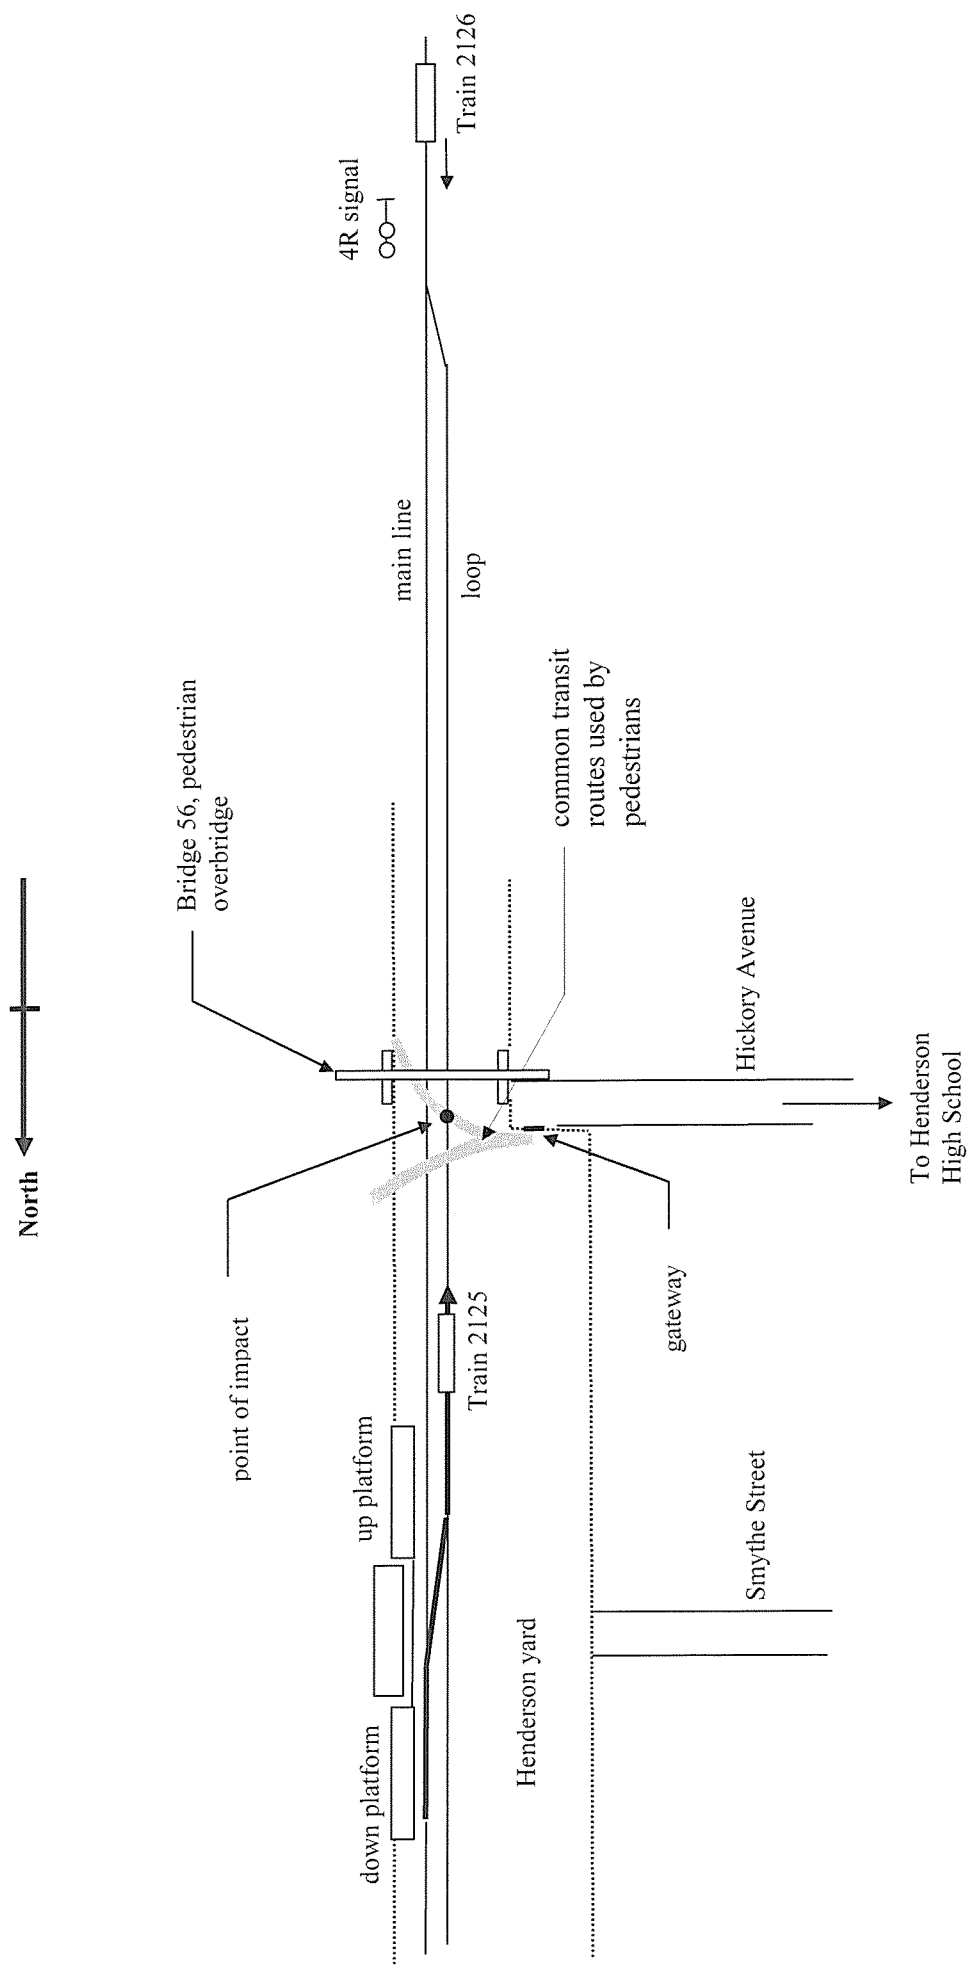 North
Bridge 56, pedestrian
overbridge
point of impact
4R signal
Train 2126
main line
loop
common transit
routes used by
pedestrians
up platform
down platform
Train 2125
gateway
Hickory Avenue
To Henderson
High School
Henderson yard
Smythe Street